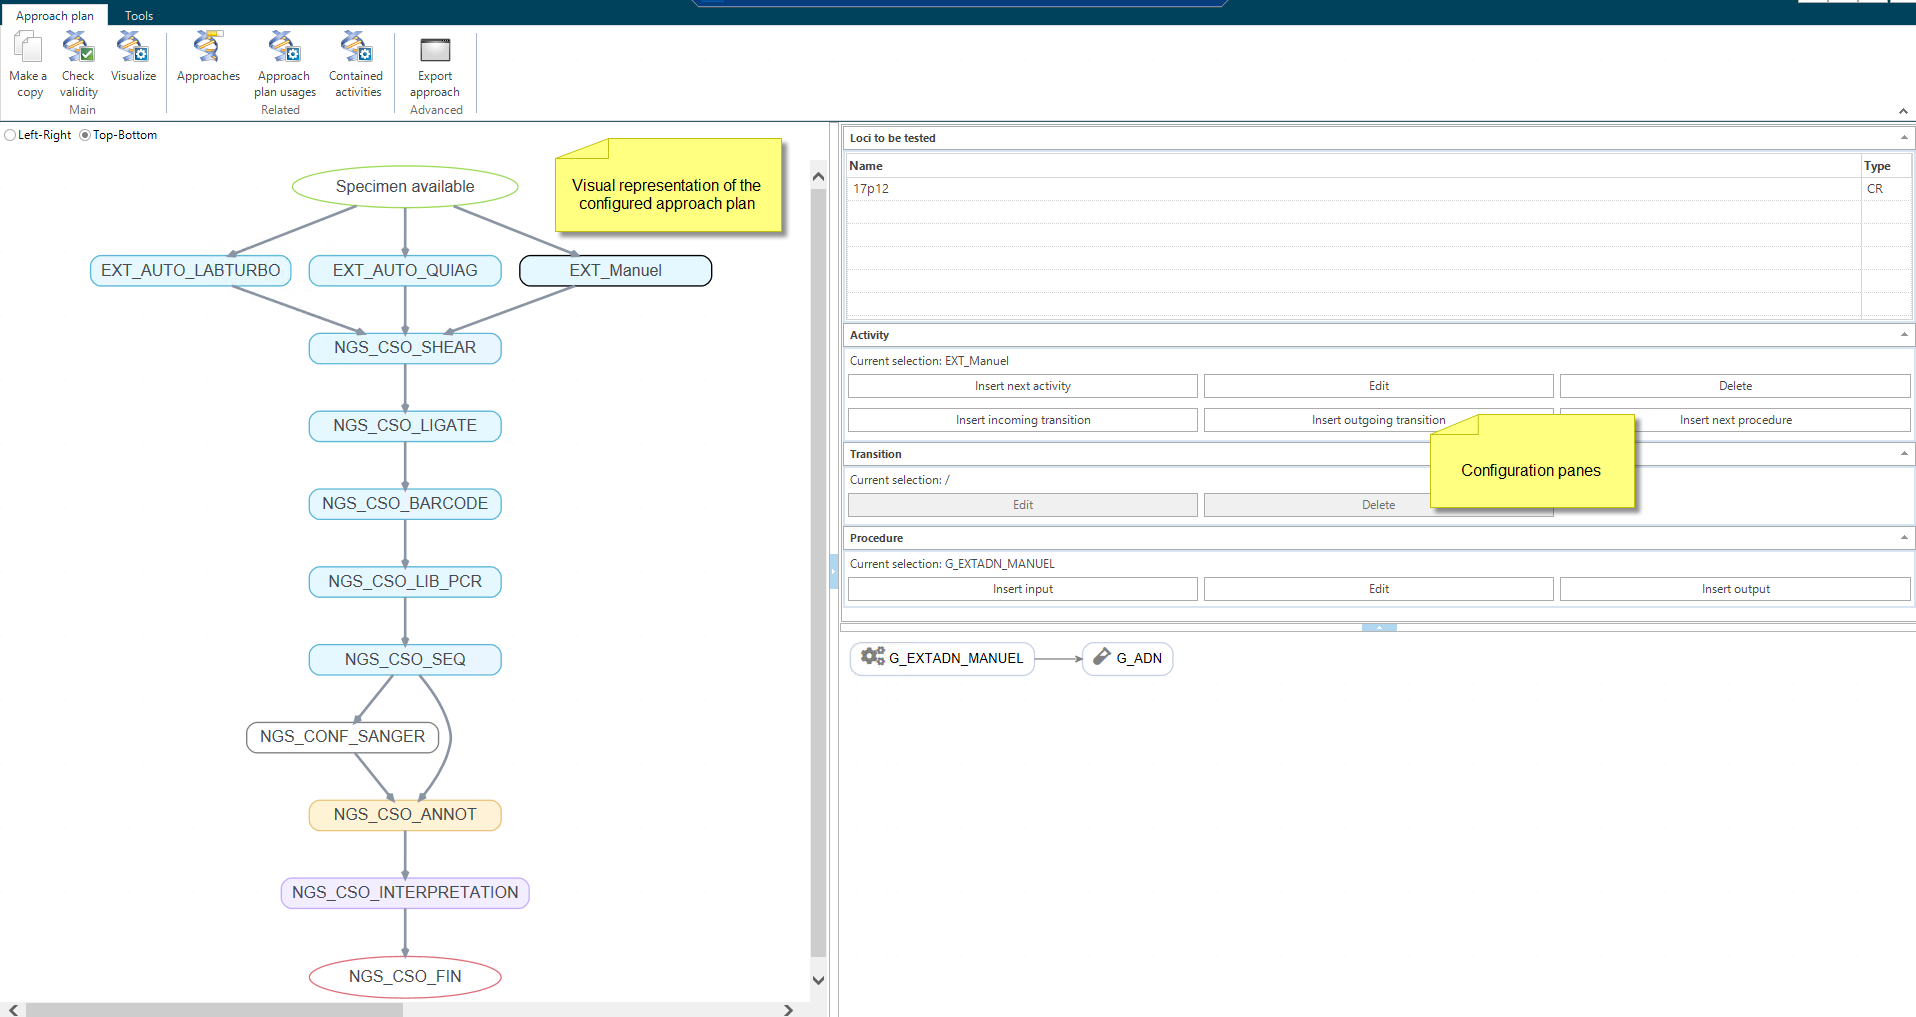 Approach plan
Tools
Make a copy
Check validity
Visualize
Main
Approaches
Approach plan usages
Contained activities
Related
Export approach
Advanced
Left-Right
Top-Bottom
Specimen available
Visual representation of the
configured approach plan
EXT_AUTO_LABTURBO
EXT_AUTO_QUIAG
EXT_Manuel
NGS_CSO_SHEAR
NGS_CSO_LIGATE
NGS_CSO_BARCODE
NGS_CSO_LIB_PCR
NGS_CSO_SEQ
NGS_CONF_SANGER
NGS_CSO_ANNOT
NGS_CSO_INTERPRETATION
NGS_CSO_FIN
Loci to be tested
Name Type
17p12 CR
Activity
Current selection: EXT_Manuel
Insert next activity Edit Delete
Insert incoming transition Insert outgoing transition Insert next procedure
Configuration panes
Transition
Current selection: /
Edit Delete
Procedure
Current selection: G_EXTADN_MANUEL
Insert input Edit Insert output
G_EXTADN_MANUEL G_ADN